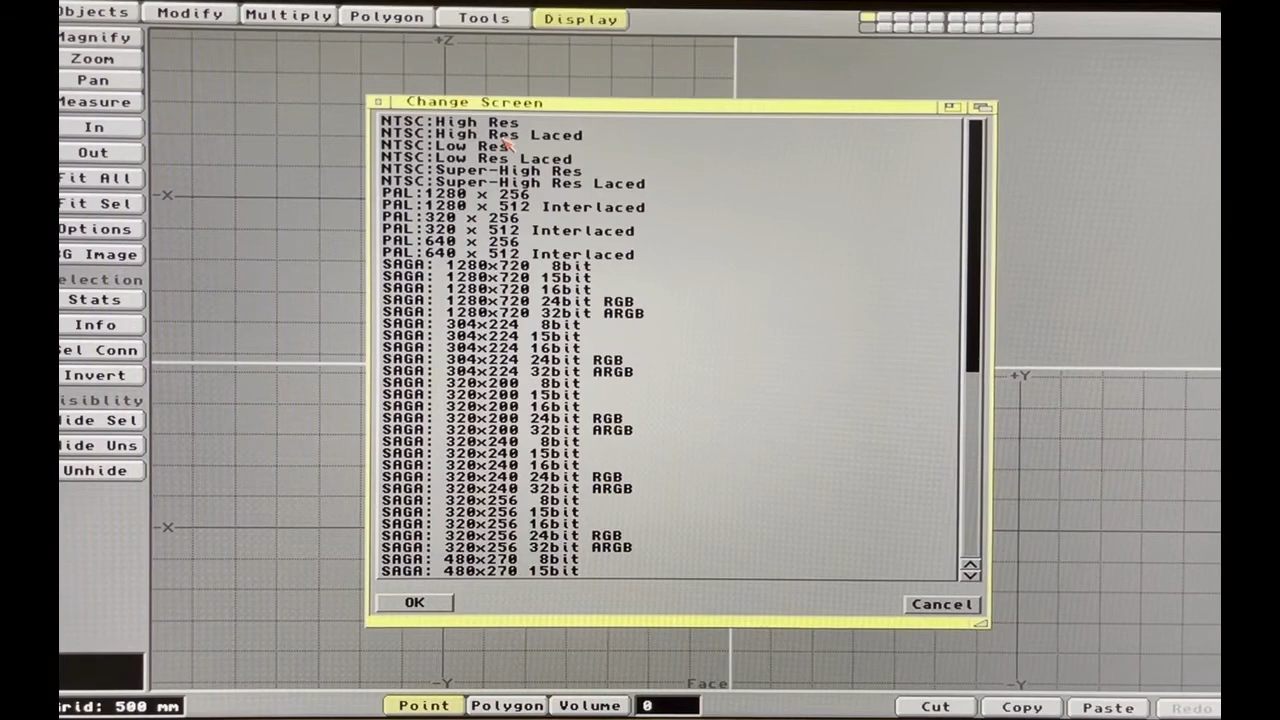 Objects Modify Multiply Polygon Tools Display
Magnify
Zoom
Pan
Measure
In
Out
Fit All
Fit Sel
Options
BG Image
election
Stats
Info
Sel Conn
Invert
isiblity
Hide Sel
Hide Uns
Unhide
+Z
-X
-X
-Y
+Y
-Y
Face
Change Screen
NTSC:High Res
NTSC:High Res Laced
NTSC:Low Res
NTSC:Low Res Laced
NTSC:Super-High Res
NTSC:Super-High Res Laced
PAL:1280 x 256
PAL:1280 x 512 Interlaced
PAL:320 x 256
PAL:320 x 512 Interlaced
PAL:640 x 256
PAL:640 x 512 Interlaced
SAGA: 1280x720 8bit
SAGA: 1280x720 15bit
SAGA: 1280x720 16bit
SAGA: 1280x720 24bit RGB
SAGA: 1280x720 32bit ARGB
SAGA: 304x224 8bit
SAGA: 304x224 15bit
SAGA: 304x224 16bit
SAGA: 304x224 24bit RGB
SAGA: 304x224 32bit ARGB
SAGA: 320x200 8bit
SAGA: 320x200 15bit
SAGA: 320x200 16bit
SAGA: 320x200 24bit RGB
SAGA: 320x200 32bit ARGB
SAGA: 320x240 8bit
SAGA: 320x240 15bit
SAGA: 320x240 16bit
SAGA: 320x240 24bit RGB
SAGA: 320x240 32bit ARGB
SAGA: 320x256 8bit
SAGA: 320x256 15bit
SAGA: 320x256 16bit
SAGA: 320x256 24bit RGB
SAGA: 320x256 32bit ARGB
SAGA: 480x270 8bit
SAGA: 480x270 15bit
OK Cancel
Grid: 500 mm Point Polygon Volume 0 Cut Copy Paste Redo